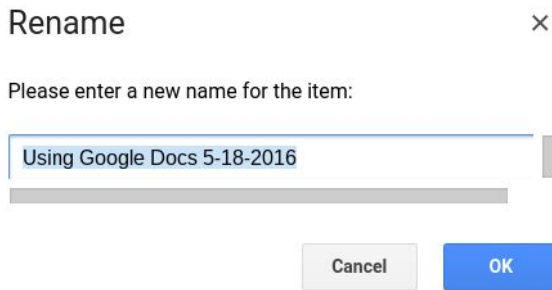 Rename
Please enter a new name for the item:
Using Google Docs 5-18-2016
Cancel OK